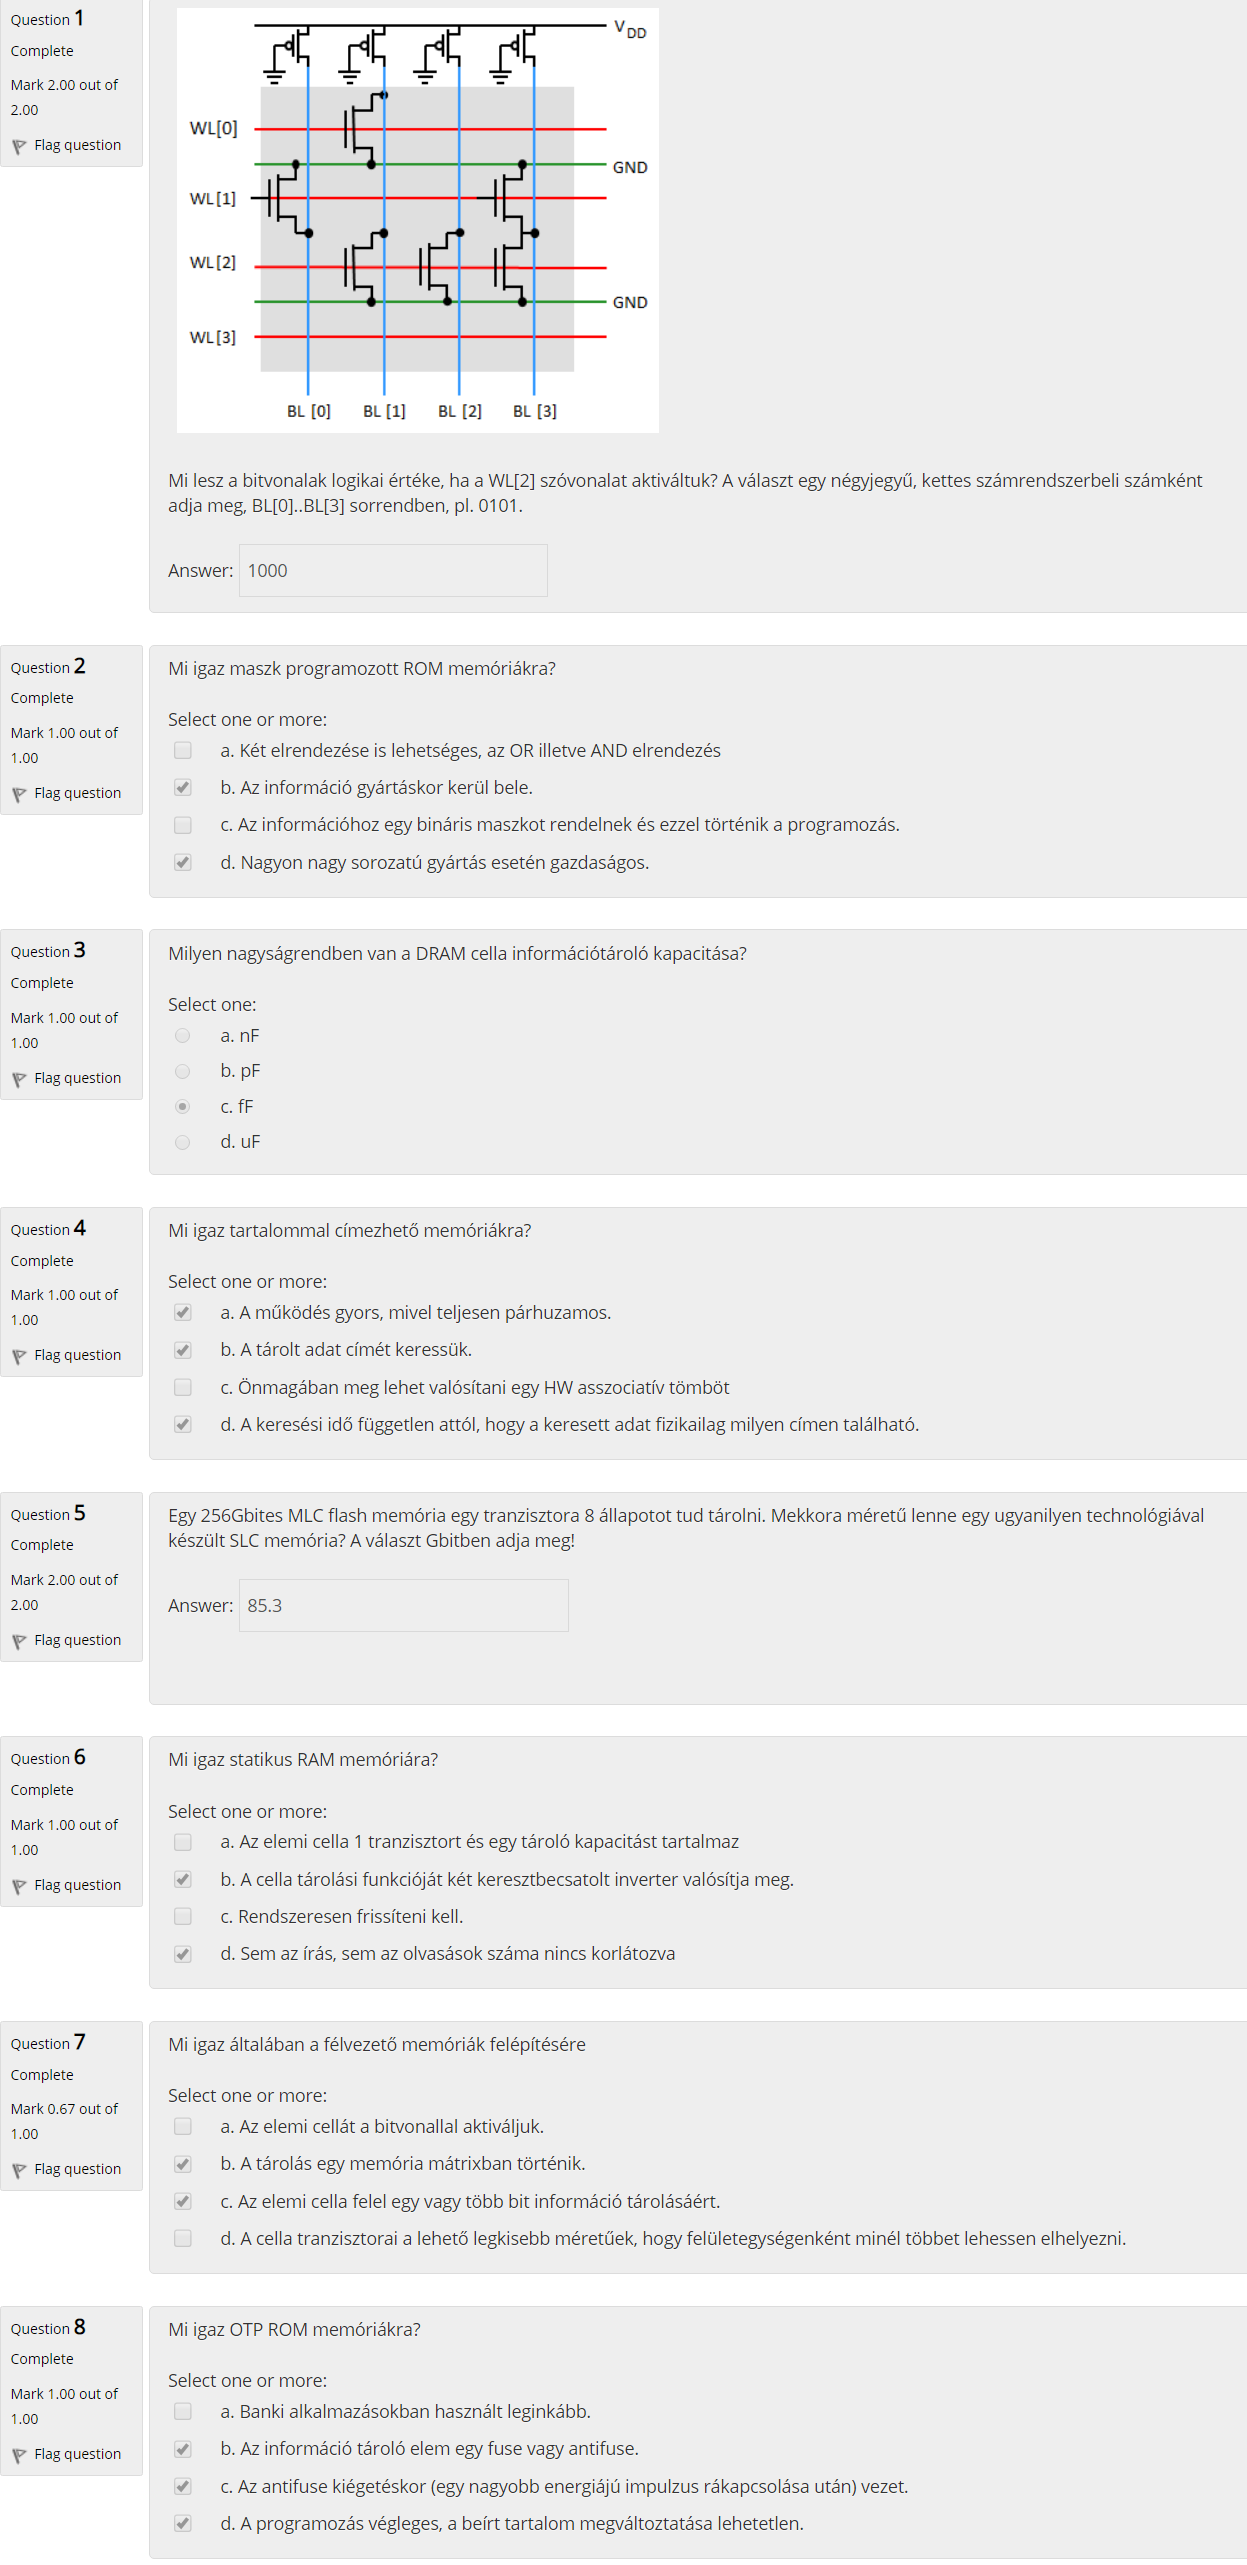 Question 1
Complete
Mark 2.00 out of
2.00
Flag question
V DD
WL[0]
GND
WL[1]
WL[2]
GND
WL[3]
BL [0] BL [1] BL [2] BL [3]
Mi lesz a bitvonalak logikai értéke, ha a WL[2] szóvonalat aktiváltuk? A választ egy négyjegyű, kettes számrendszerbeli számként
adja meg, BL[0]..BL[3] sorrendben, pl. 0101.
Answer: 1000
Question 2
Complete
Mark 1.00 out of
1.00
Flag question
Mi igaz maszk programozott ROM memóriákra?
Select one or more:
a. Két elrendezése is lehetséges, az OR illetve AND elrendezés
b. Az információ gyártáskor kerül bele.
c. Az információhoz egy bináris maszkot rendelnek és ezzel történik a programozás.
d. Nagyon nagy sorozatú gyártás esetén gazdaságos.
Question 3
Complete
Mark 1.00 out of
1.00
Flag question
Milyen nagyságrendben van a DRAM cella információtároló kapacitása?
Select one:
a. nF
b. pF
c. fF
d. uF
Question 4
Complete
Mark 1.00 out of
1.00
Flag question
Mi igaz tartalommal címezhető memóriákra?
Select one or more:
a. A működés gyors, mivel teljesen párhuzamos.
b. A tárolt adat címét keressük.
c. Önmagában meg lehet valósítani egy HW asszociatív tömböt
d. A keresési idő független attól, hogy a keresett adat fizikailag milyen címen található.
Question 5
Complete
Mark 2.00 out of
2.00
Flag question
Egy 256Gbites MLC flash memória egy tranzisztora 8 állapotot tud tárolni. Mekkora méretű lenne egy ugyanilyen technológiával
készült SLC memória? A választ Gbitben adja meg!
Answer: 85.3
Question 6
Complete
Mark 1.00 out of
1.00
Flag question
Mi igaz statikus RAM memóriára?
Select one or more:
a. Az elemi cella 1 tranzisztort és egy tároló kapacitást tartalmaz
b. A cella tárolási funkcióját két keresztbecsatolt inverter valósítja meg.
c. Rendszeresen frissíteni kell.
d. Sem az írás, sem az olvasások száma nincs korlátozva
Question 7
Complete
Mark 0.67 out of
1.00
Flag question
Mi igaz általában a félvezető memóriák felépítésére
Select one or more:
a. Az elemi cellát a bitvonallal aktiváljuk.
b. A tárolás egy memória mátrixban történik.
c. Az elemi cella felel egy vagy több bit információ tárolásáért.
d. A cella tranzisztorai a lehető legkisebb méretűek, hogy felületegységenként minél többet lehessen elhelyezni.
Question 8
Complete
Mark 1.00 out of
1.00
Flag question
Mi igaz OTP ROM memóriákra?
Select one or more:
a. Banki alkalmazásokban használt leginkább.
b. Az információ tároló elem egy fuse vagy antifuse.
c. Az antifuse kiégetéskor (egy nagyobb energiájú impulzus rákapcsolása után) vezet.
d. A programozás végleges, a beírt tartalom megváltoztatása lehetetlen.